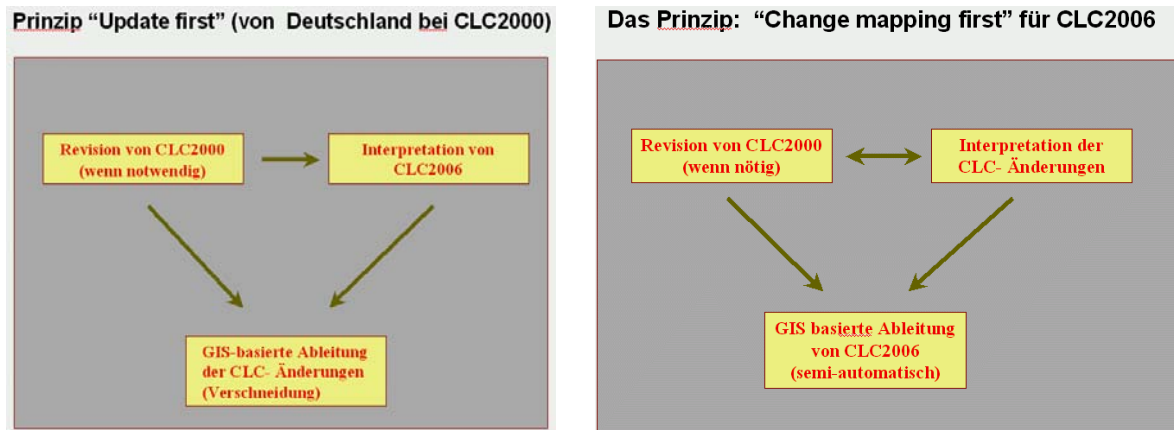 Prinzip “Update first” (von Deutschland bei CLC2000)
Revision von CLC2000
(wenn notwendig)
Interpretation von
CLC2006
GIS-basierte Ableitung
der CLC- Änderungen
(Verschneidung)
Das Prinzip: “Change mapping first” für CLC2006
Revision von CLC2000
(wenn nötig)
Interpretation der
CLC- Änderungen
GIS basierte Ableitung
von CLC2006
(semi-automatisch)